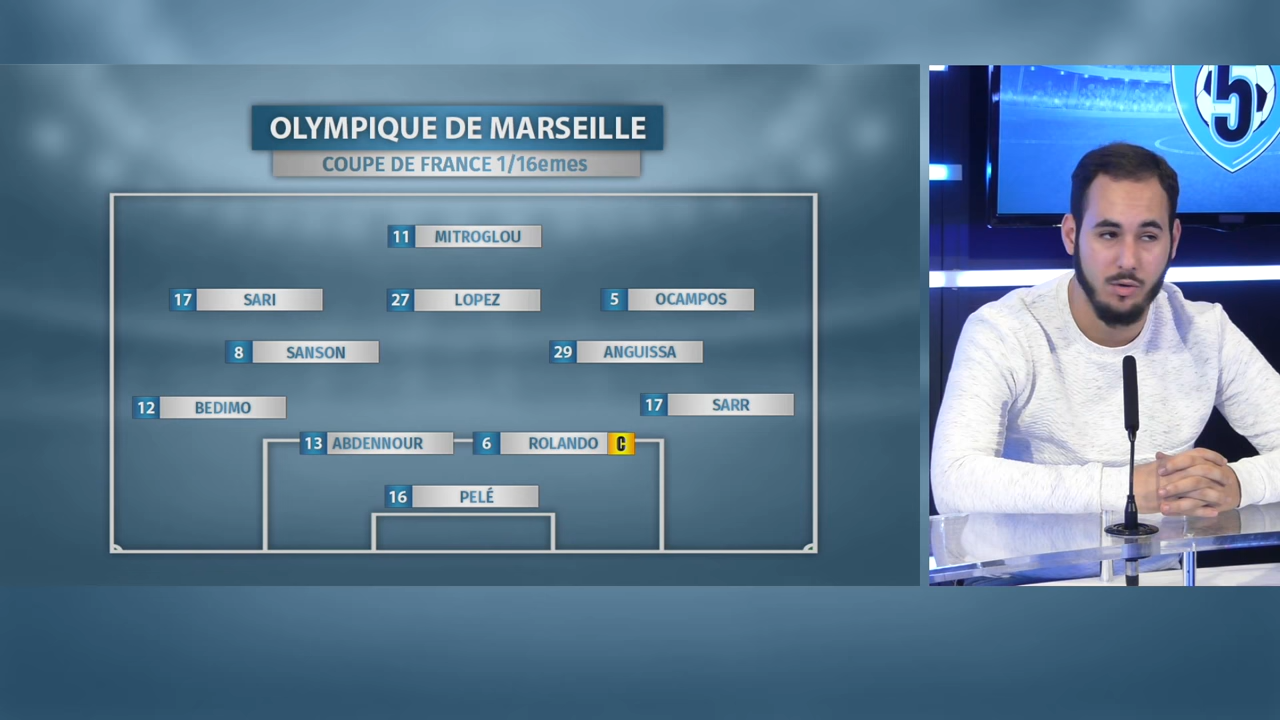 OLYMPIQUE DE MARSEILLE
COUPE DE FRANCE 1/16emes
11 MITROGLOU
17 SARI
27 LOPEZ
5 OCAMPOS
8 SANSON
29 ANGUISSA
12 BEDIMO
17 SARR
13 ABDENNOUR
6 ROLANDO C
16 PELÉ
5